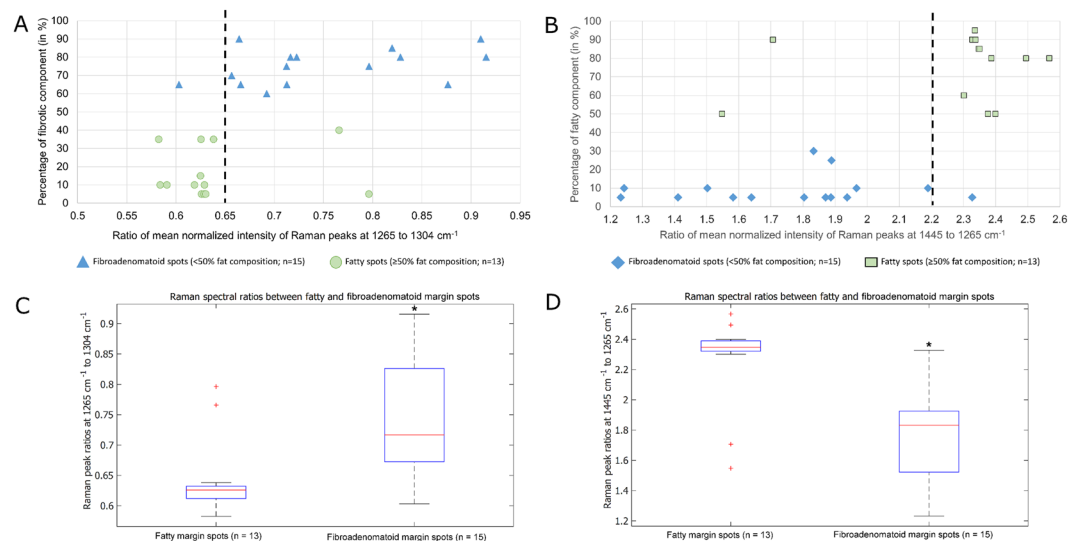 A
Percentage of fibrotic component (in %)
100
90
80
70
60
50
40
30
20
10
0
0.5 0.55 0.6 0.65 0.7 0.75 0.8 0.85 0.9 0.95
Ratio of mean normalized intensity of Raman peaks at 1265 to 1304 cm⁻¹
Fibroadenomatoid spots (<50% fat composition; n=15) Fatty spots (≥50% fat composition; n=13)
B
Percentage of fatty component (in %)
100
90
80
70
60
50
40
30
20
10
0
1.2 1.3 1.4 1.5 1.6 1.7 1.8 1.9 2 2.1 2.2 2.3 2.4 2.5 2.6
Ratio of mean normalized intensity of Raman peaks at 1445 to 1265 cm⁻¹
Fibroadenomatoid spots (<50% fat composition; n=15) Fatty spots (≥50% fat composition; n=13)
C
Raman spectral ratios between fatty and fibroadenomatoid margin spots
Raman peak ratios at 1265 cm⁻¹ to 1304 cm⁻¹
0.9
0.85
0.8
0.75
0.7
0.65
0.6
*
Fatty margin spots (n = 13) Fibroadenomatoid margin spots (n = 15)
D
Raman spectral ratios between fatty and fibroadenomatoid margin spots
Raman peak ratios at 1445 cm⁻¹ to 1265 cm⁻¹
2.6
2.4
2.2
2
1.8
1.6
1.4
1.2
*
Fatty margin spots (n = 13) Fibroadenomatoid margin spots (n = 15)